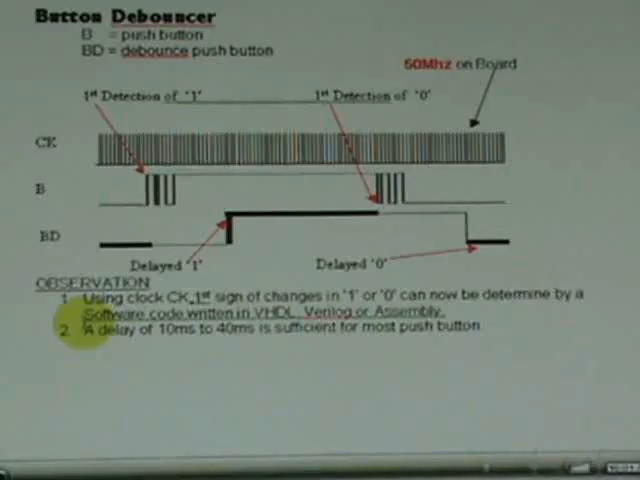 Button Debouncer
B = push button
BD = debounce push button
50Mhz on Board
1st Detection of '1'
1st Detection of '0'
CK
B
BD
Delayed '1'
Delayed '0'
OBSERVATION
1. Using clock CK 1st sign of changes in '1' or '0' can now be determine by a
Software code written in VHDL, Verilog or Assembly.
2. A delay of 10ms to 40ms is sufficient for most push button